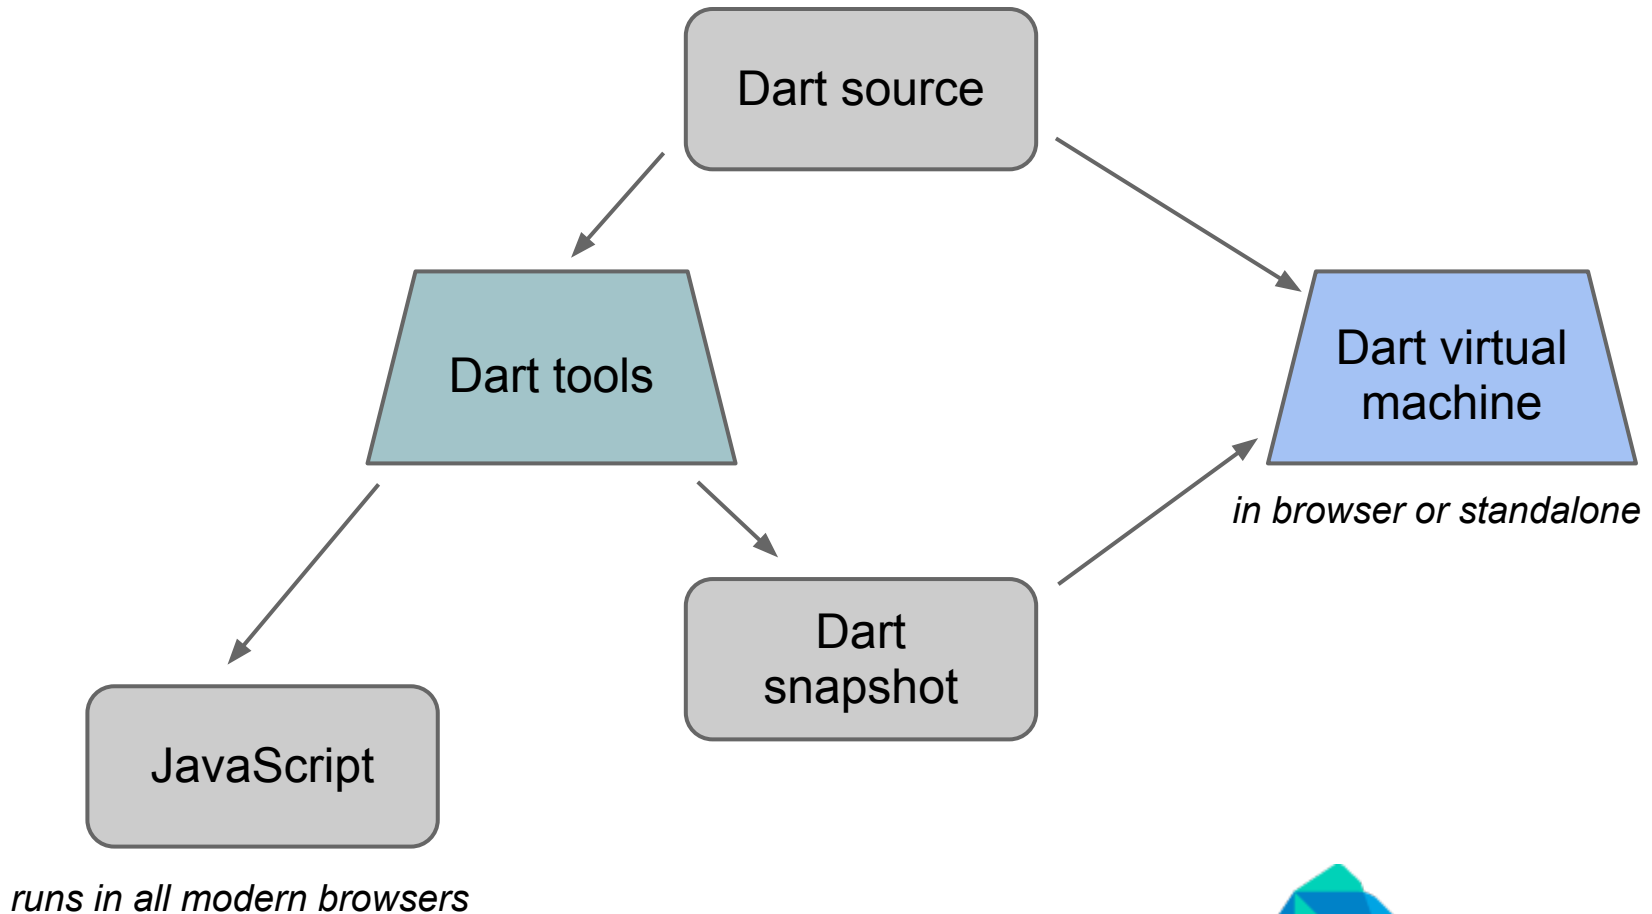 Dart source
Dart tools
Dart virtual
machine
in browser or standalone
Dart
snapshot
JavaScript
runs in all modern browsers